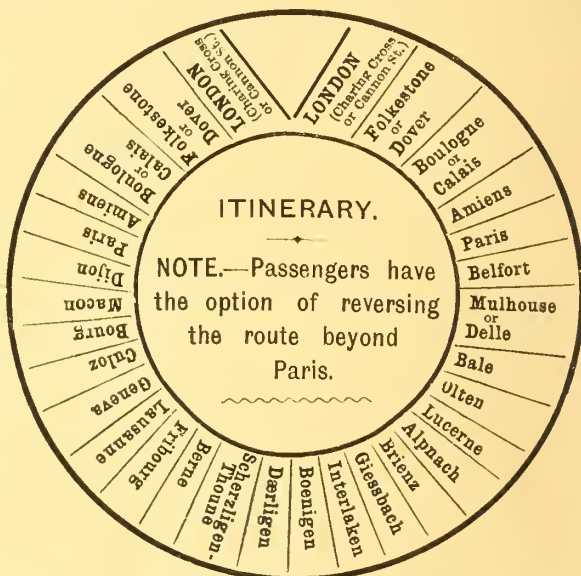 LONDON
(Charing Cross
or Cannon St.)
Folkestone
or
Dover
Boulogne
or
Calais
Amiens
Paris
Belfort
Mulhouse
or
Delle
Bale
Olten
Lucerne
Alpnach
Brienz
Giessbach
Interlaken
Boenigen
Dærligen
Scherzligen-
Thoune
Berne
Fribourg
Lausanne
Geneva
Culoz
Bourg
Macon
Dijon
Paris
Amiens
Boulogne
or
Calais
Folkestone
or
Dover
LONDON
(Charing Cross
or Cannon St.)
ITINERARY.
NOTE.—Passengers have
the option of reversing
the route beyond
Paris.